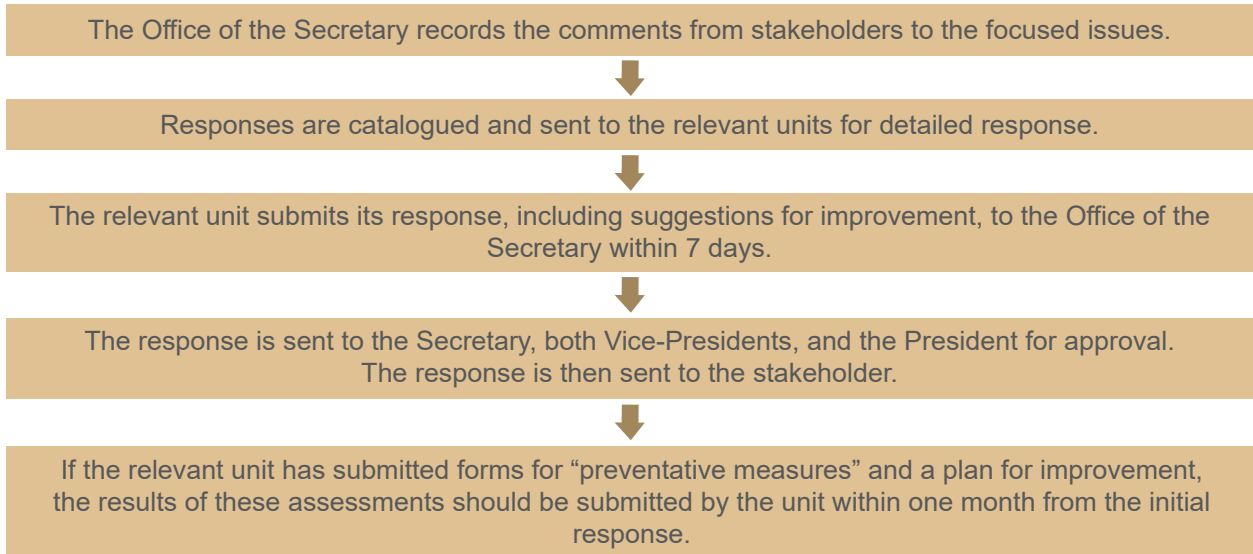 The Office of the Secretary records the comments from stakeholders to the focused issues.
Responses are catalogued and sent to the relevant units for detailed response.
The relevant unit submits its response, including suggestions for improvement, to the Office of the
Secretary within 7 days.
The response is sent to the Secretary, both Vice-Presidents, and the President for approval.
The response is then sent to the stakeholder.
If the relevant unit has submitted forms for “preventative measures” and a plan for improvement,
the results of these assessments should be submitted by the unit within one month from the initial
response.